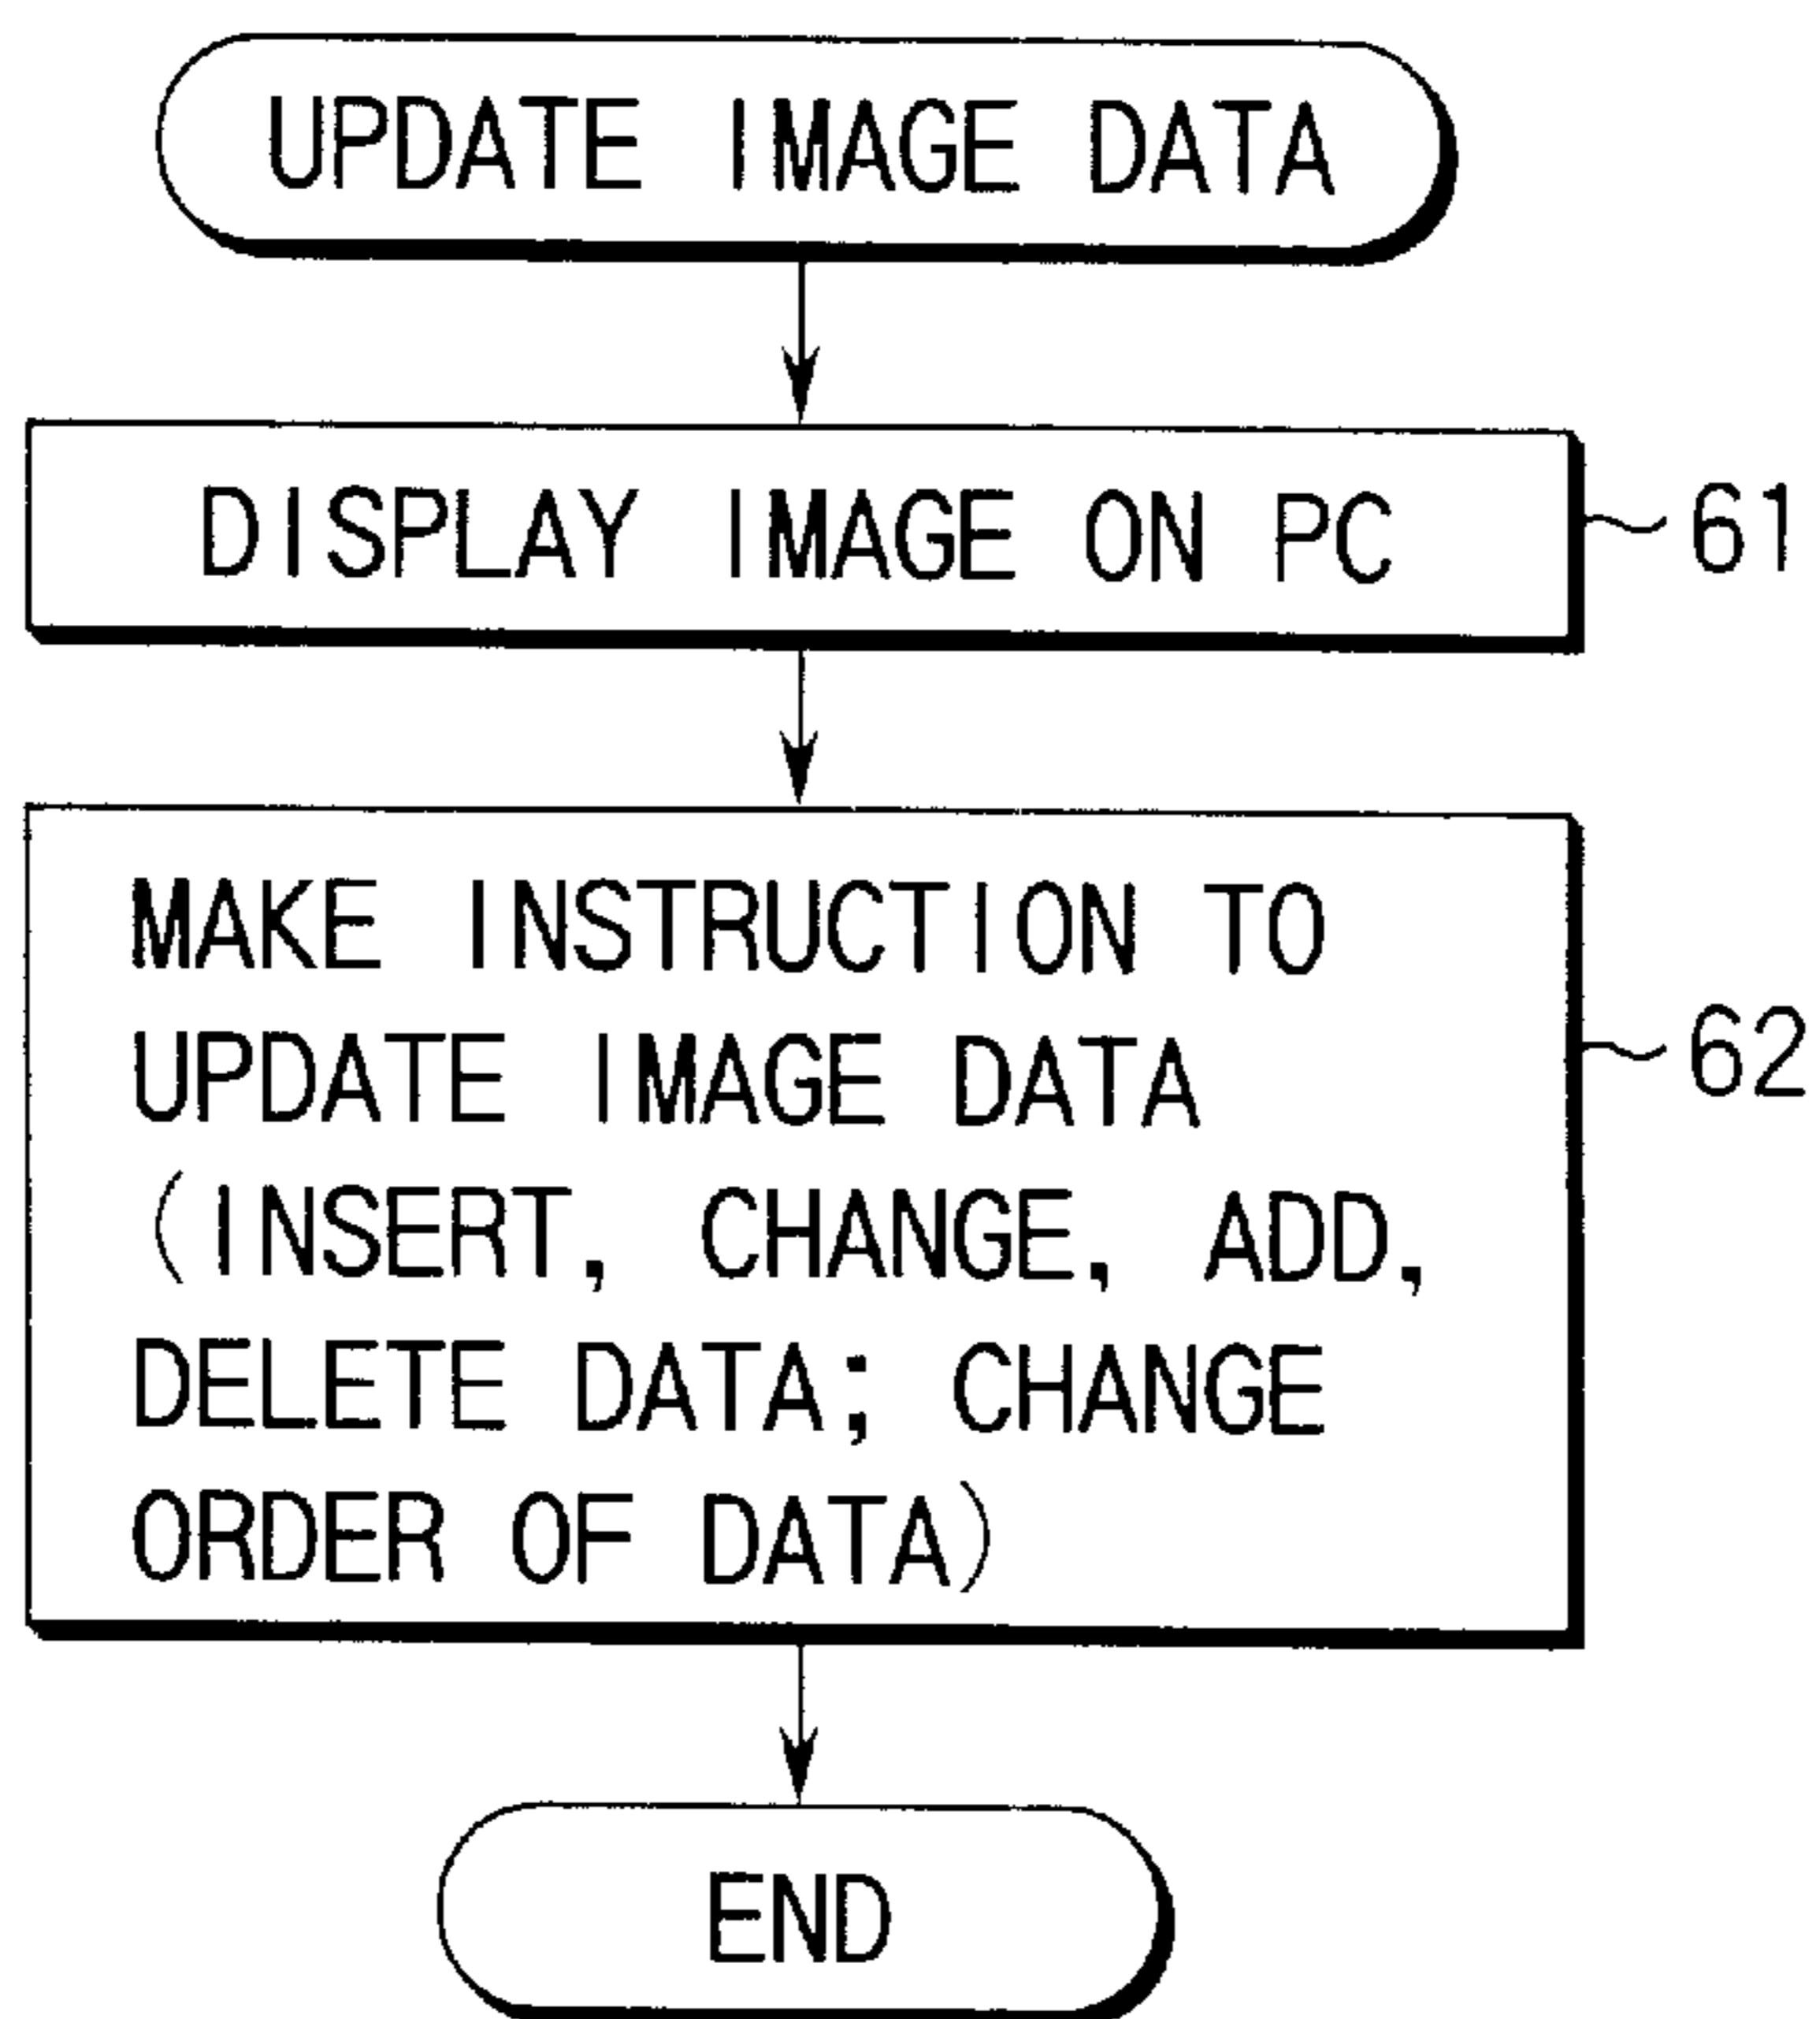 UPDATE IMAGE DATA
DISPLAY IMAGE ON PC
61
MAKE INSTRUCTION TO
UPDATE IMAGE DATA
62
(INSERT, CHANGE, ADD,
DELETE DATA; CHANGE
ORDER OF DATA)
END